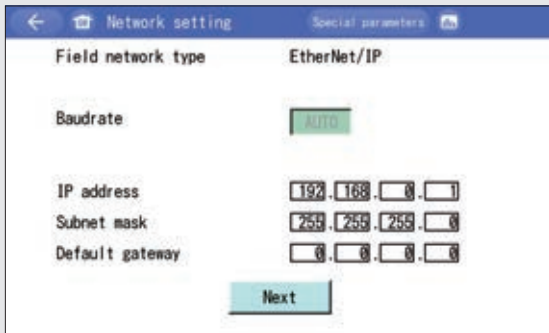 Network setting Special parameters
Field network type EtherNet/IP
Baudrate AUTO
IP address 192.168.0.1
Subnet mask 255.255.255.0
Default gateway 0.0.0.0
Next